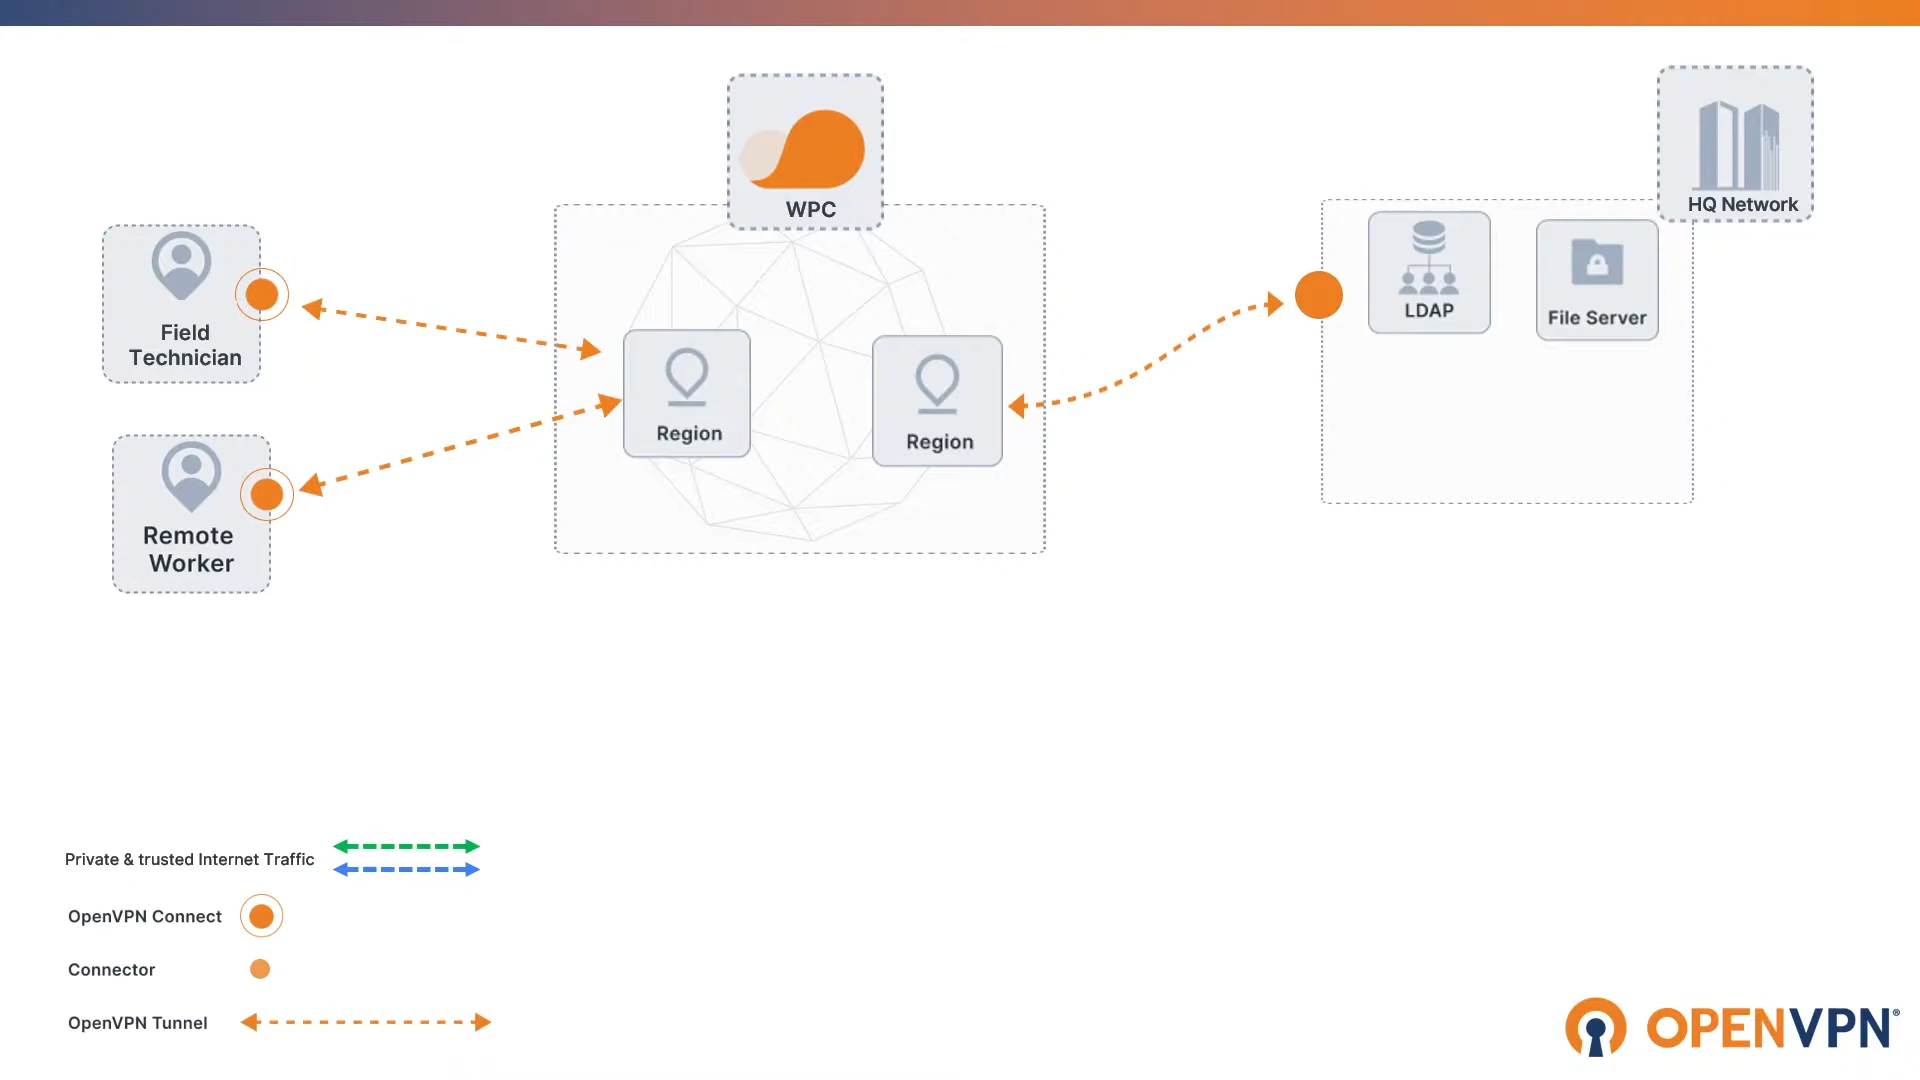 WPC
HQ Network
Field
Technician
LDAP
File Server
Region
Region
Remote
Worker
Private & trusted Internet Traffic
OpenVPN Connect
Connector
OpenVPN Tunnel
OPENVPN®